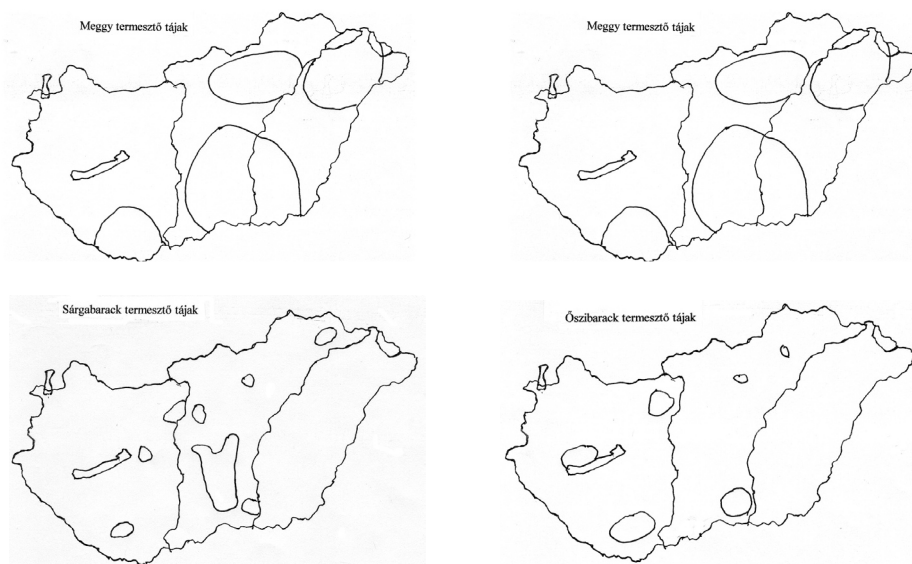 Meggy termesztő tájak
Meggy termesztő tájak
Sárgabarack termesztő tájak
Őszibarack termesztő tájak